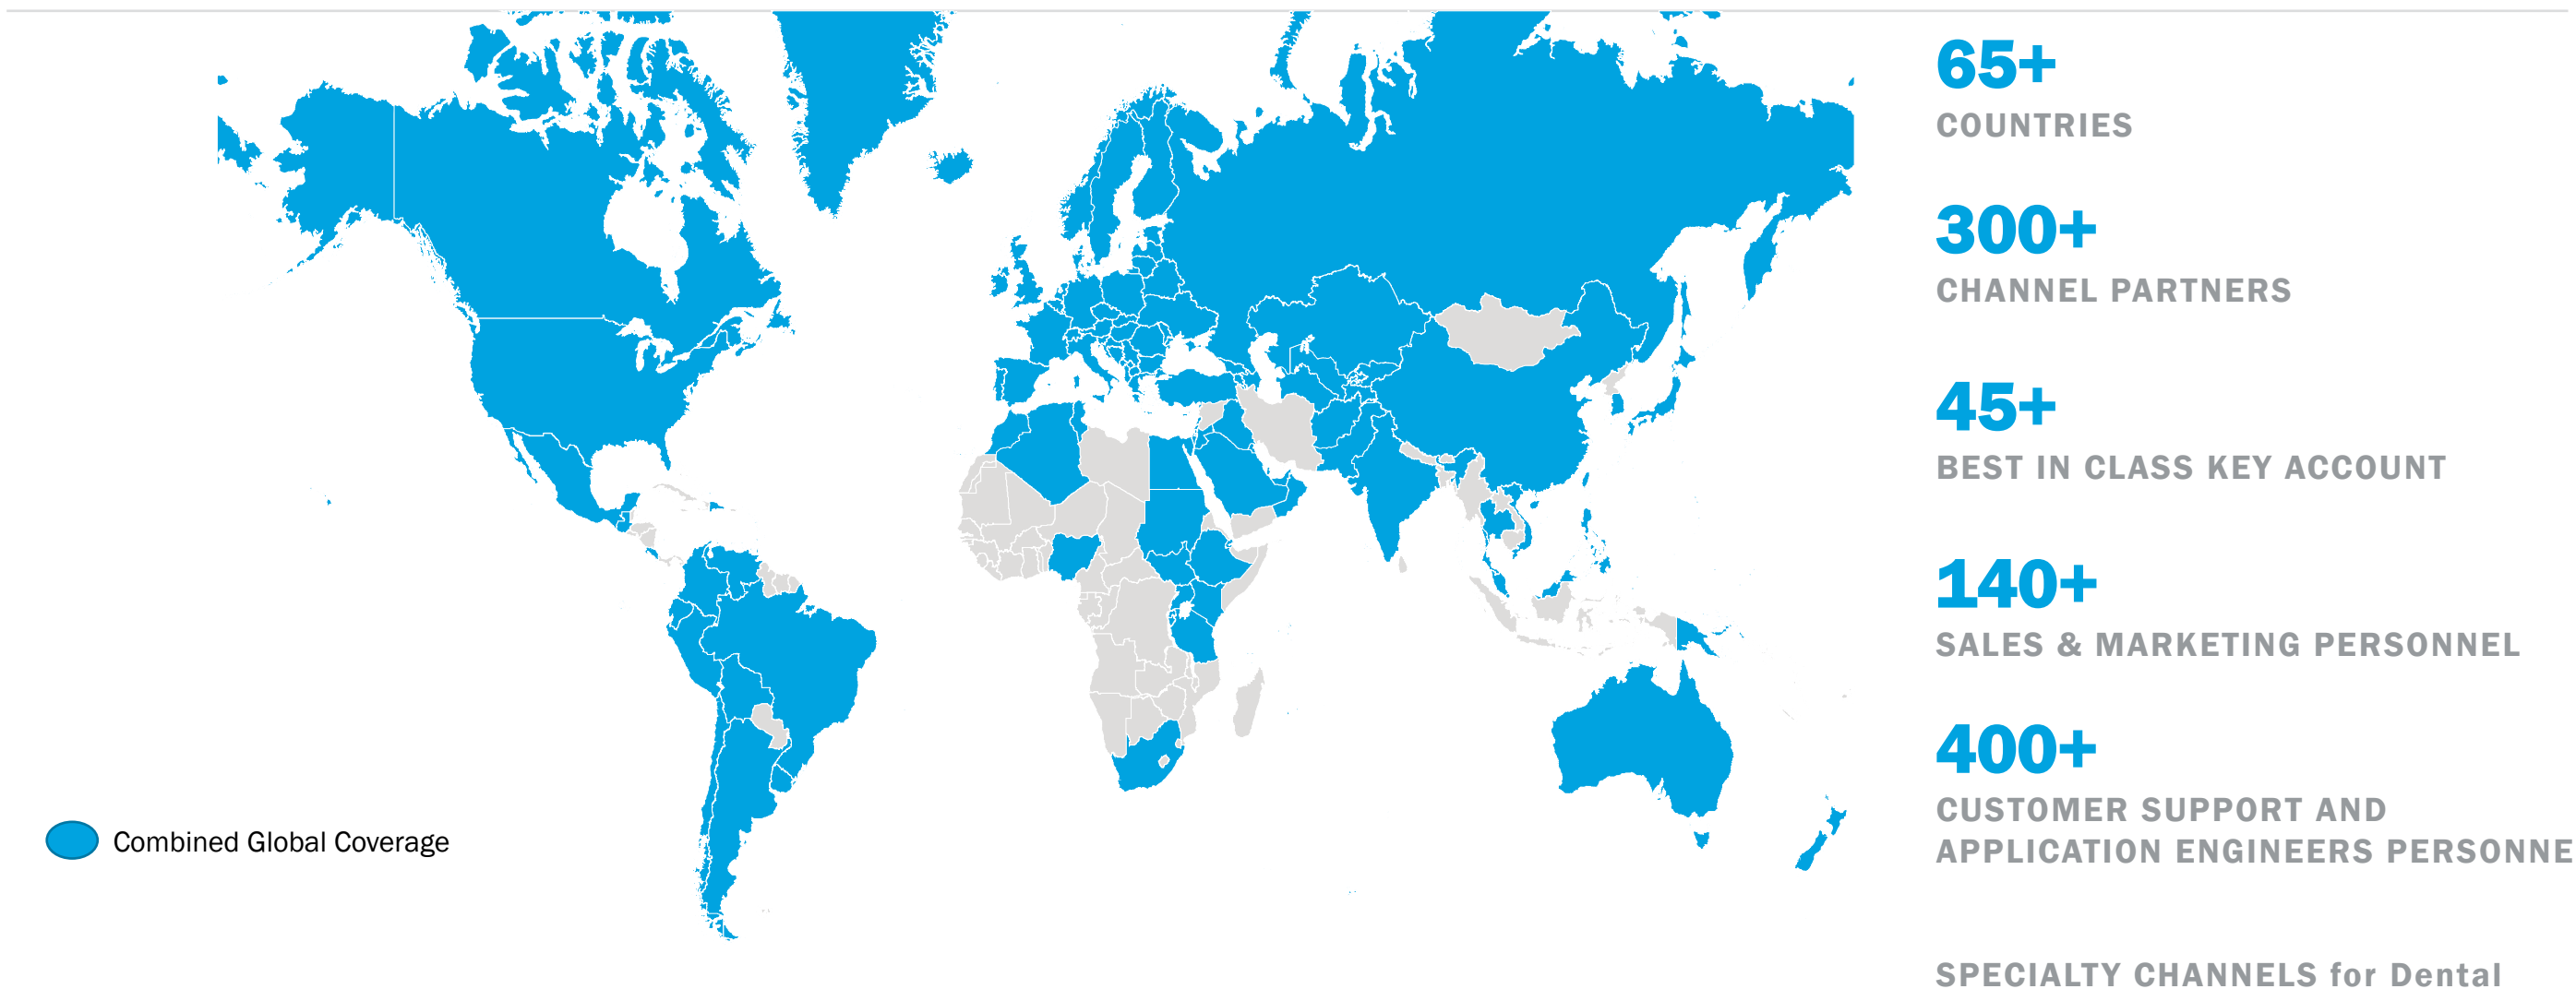 65+
COUNTRIES
300+
CHANNEL PARTNERS
45+
BEST IN CLASS KEY ACCOUNT
140+
SALES & MARKETING PERSONNEL
400+
CUSTOMER SUPPORT AND
APPLICATION ENGINEERS PERSONNE
Combined Global Coverage
SPECIALTY CHANNELS for Dental